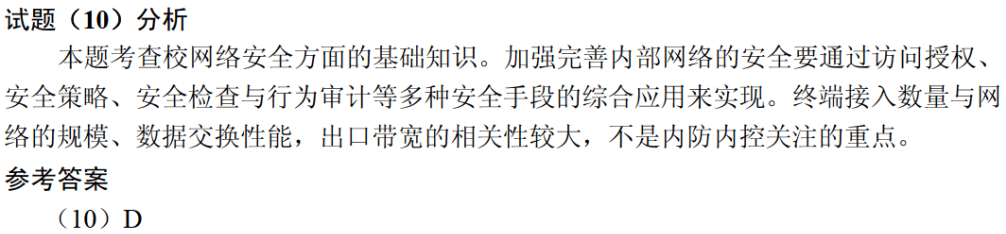 试题（10）分析
本题考查校网络安全方面的基础知识。加强完善内部网络的安全要通过访问授权、
安全策略、安全检查与行为审计等多种安全手段的综合应用来实现。终端接入数量与网
络的规模、数据交换性能，出口带宽的相关性较大，不是内防内控关注的重点。
参考答案
（10）D